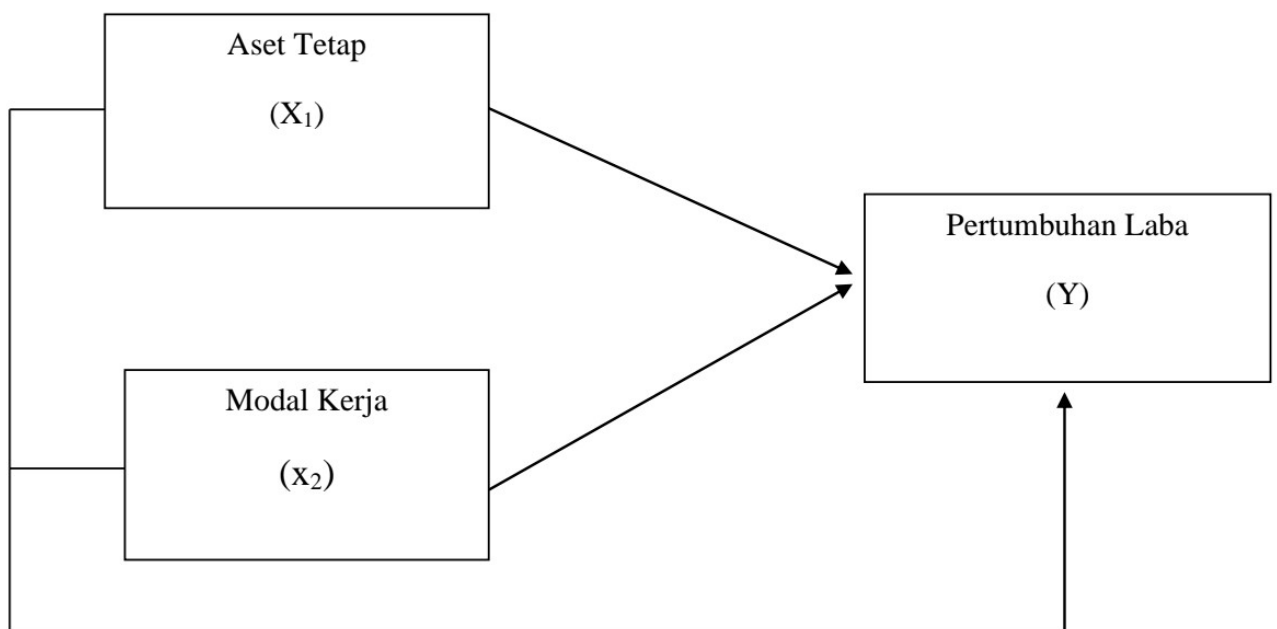 Aset Tetap
(X₁)
Pertumbuhan Laba
(Y)
Modal Kerja
(x₂)